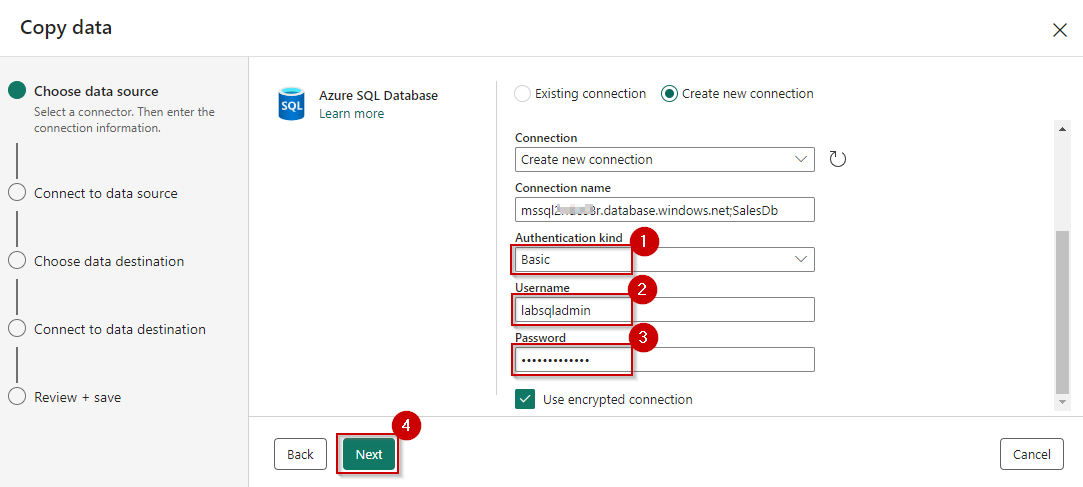 Copy data
Choose data source
Select a connector. Then enter the
connection information.
Connect to data source
Choose data destination
Connect to data destination
Review + save
SQL
Azure SQL Database
Learn more
Existing connection
Create new connection
Connection
Create new connection
Connection name
.database.windows.net;SalesDb
Authentication kind
1
Basic
Username
2
labsqladmin
Password
3
•••••••••••••
Use encrypted connection
4
Back
Next
Cancel